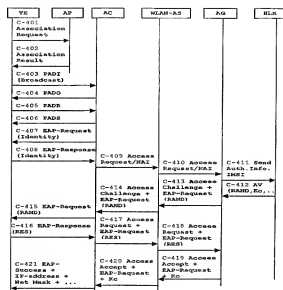 TE AP AC WLAN-AS AG HLR
C-401
Association
Request
C-402
Association
Result
C-403 PADI
(Broadcast)
C-404 PADO
C-405 PADR
C-406 PADS
C-407 EAP-Request
(Identity)
C-408 EAP-Response
(Identity)
C-409 Access
Request/NAI
C-410 Access
Request/NAI
C-411 Send
Auth.Info.
IMSI
C-412 AV
(RAND,Kc,..
C-413 Access
Challenge +
EAP-Request
(RAND)
C-414 Access
Challenge +
EAP-Request
(RAND)
C-415 EAP-Request
(RAND)
C-416 EAP-Response
(RES)
C-417 Access
Request +
EAP-Request
(RES)
C-418 Access
Request +
EAP-Request
(RES)
C-419 Access
Accept +
EAP-Request
+ Kc
C-420 Access
Accept +
EAP-Request
+ Kc
C-421 EAP-
Success +
IP-address +
Net Mask + ...